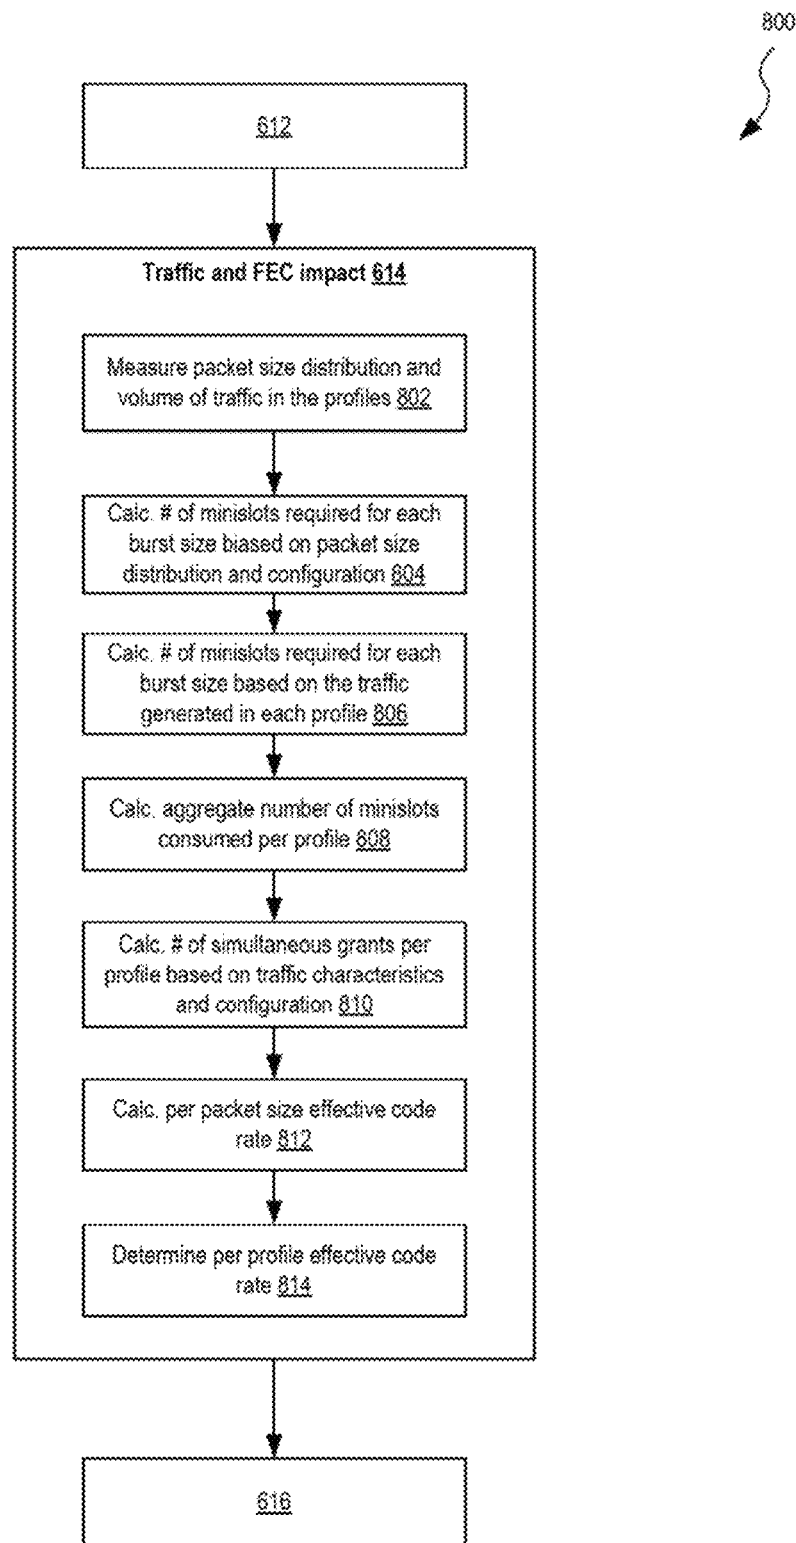 800
612
Traffic and FEC impact 614
Measure packet size distribution and
volume of traffic in the profiles 802
Calc. # of minislots required for each
burst size biased on packet size
distribution and configuration 804
Calc. # of minislots required for each
burst size based on the traffic
generated in each profile 806
Calc. aggregate number of minislots
consumed per profile 808
Calc. # of simultaneous grants per
profile based on traffic characteristics
and configuration 810
Calc. per packet size effective code
rate 812
Determine per profile effective code
rate 814
616